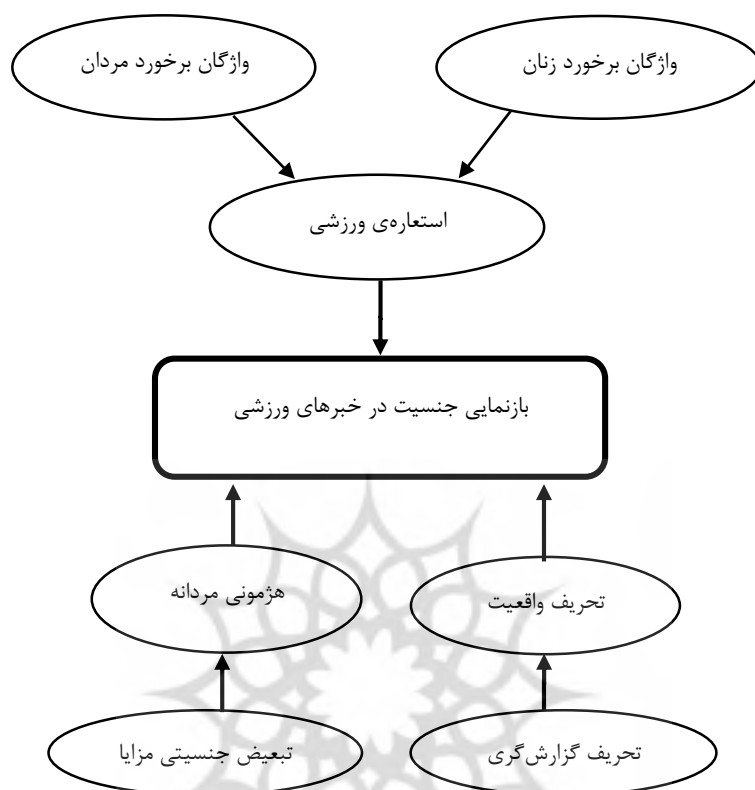 واژگان برخورد زنان
واژگان برخورد مردان
استعاره‌ی ورزشی
بازنمایی جنسیت در خبرهای ورزشی
تحریف واقعیت
هژمونی مردانه
تحریف گزارش‌گری
تبعیض جنسیتی مزایا